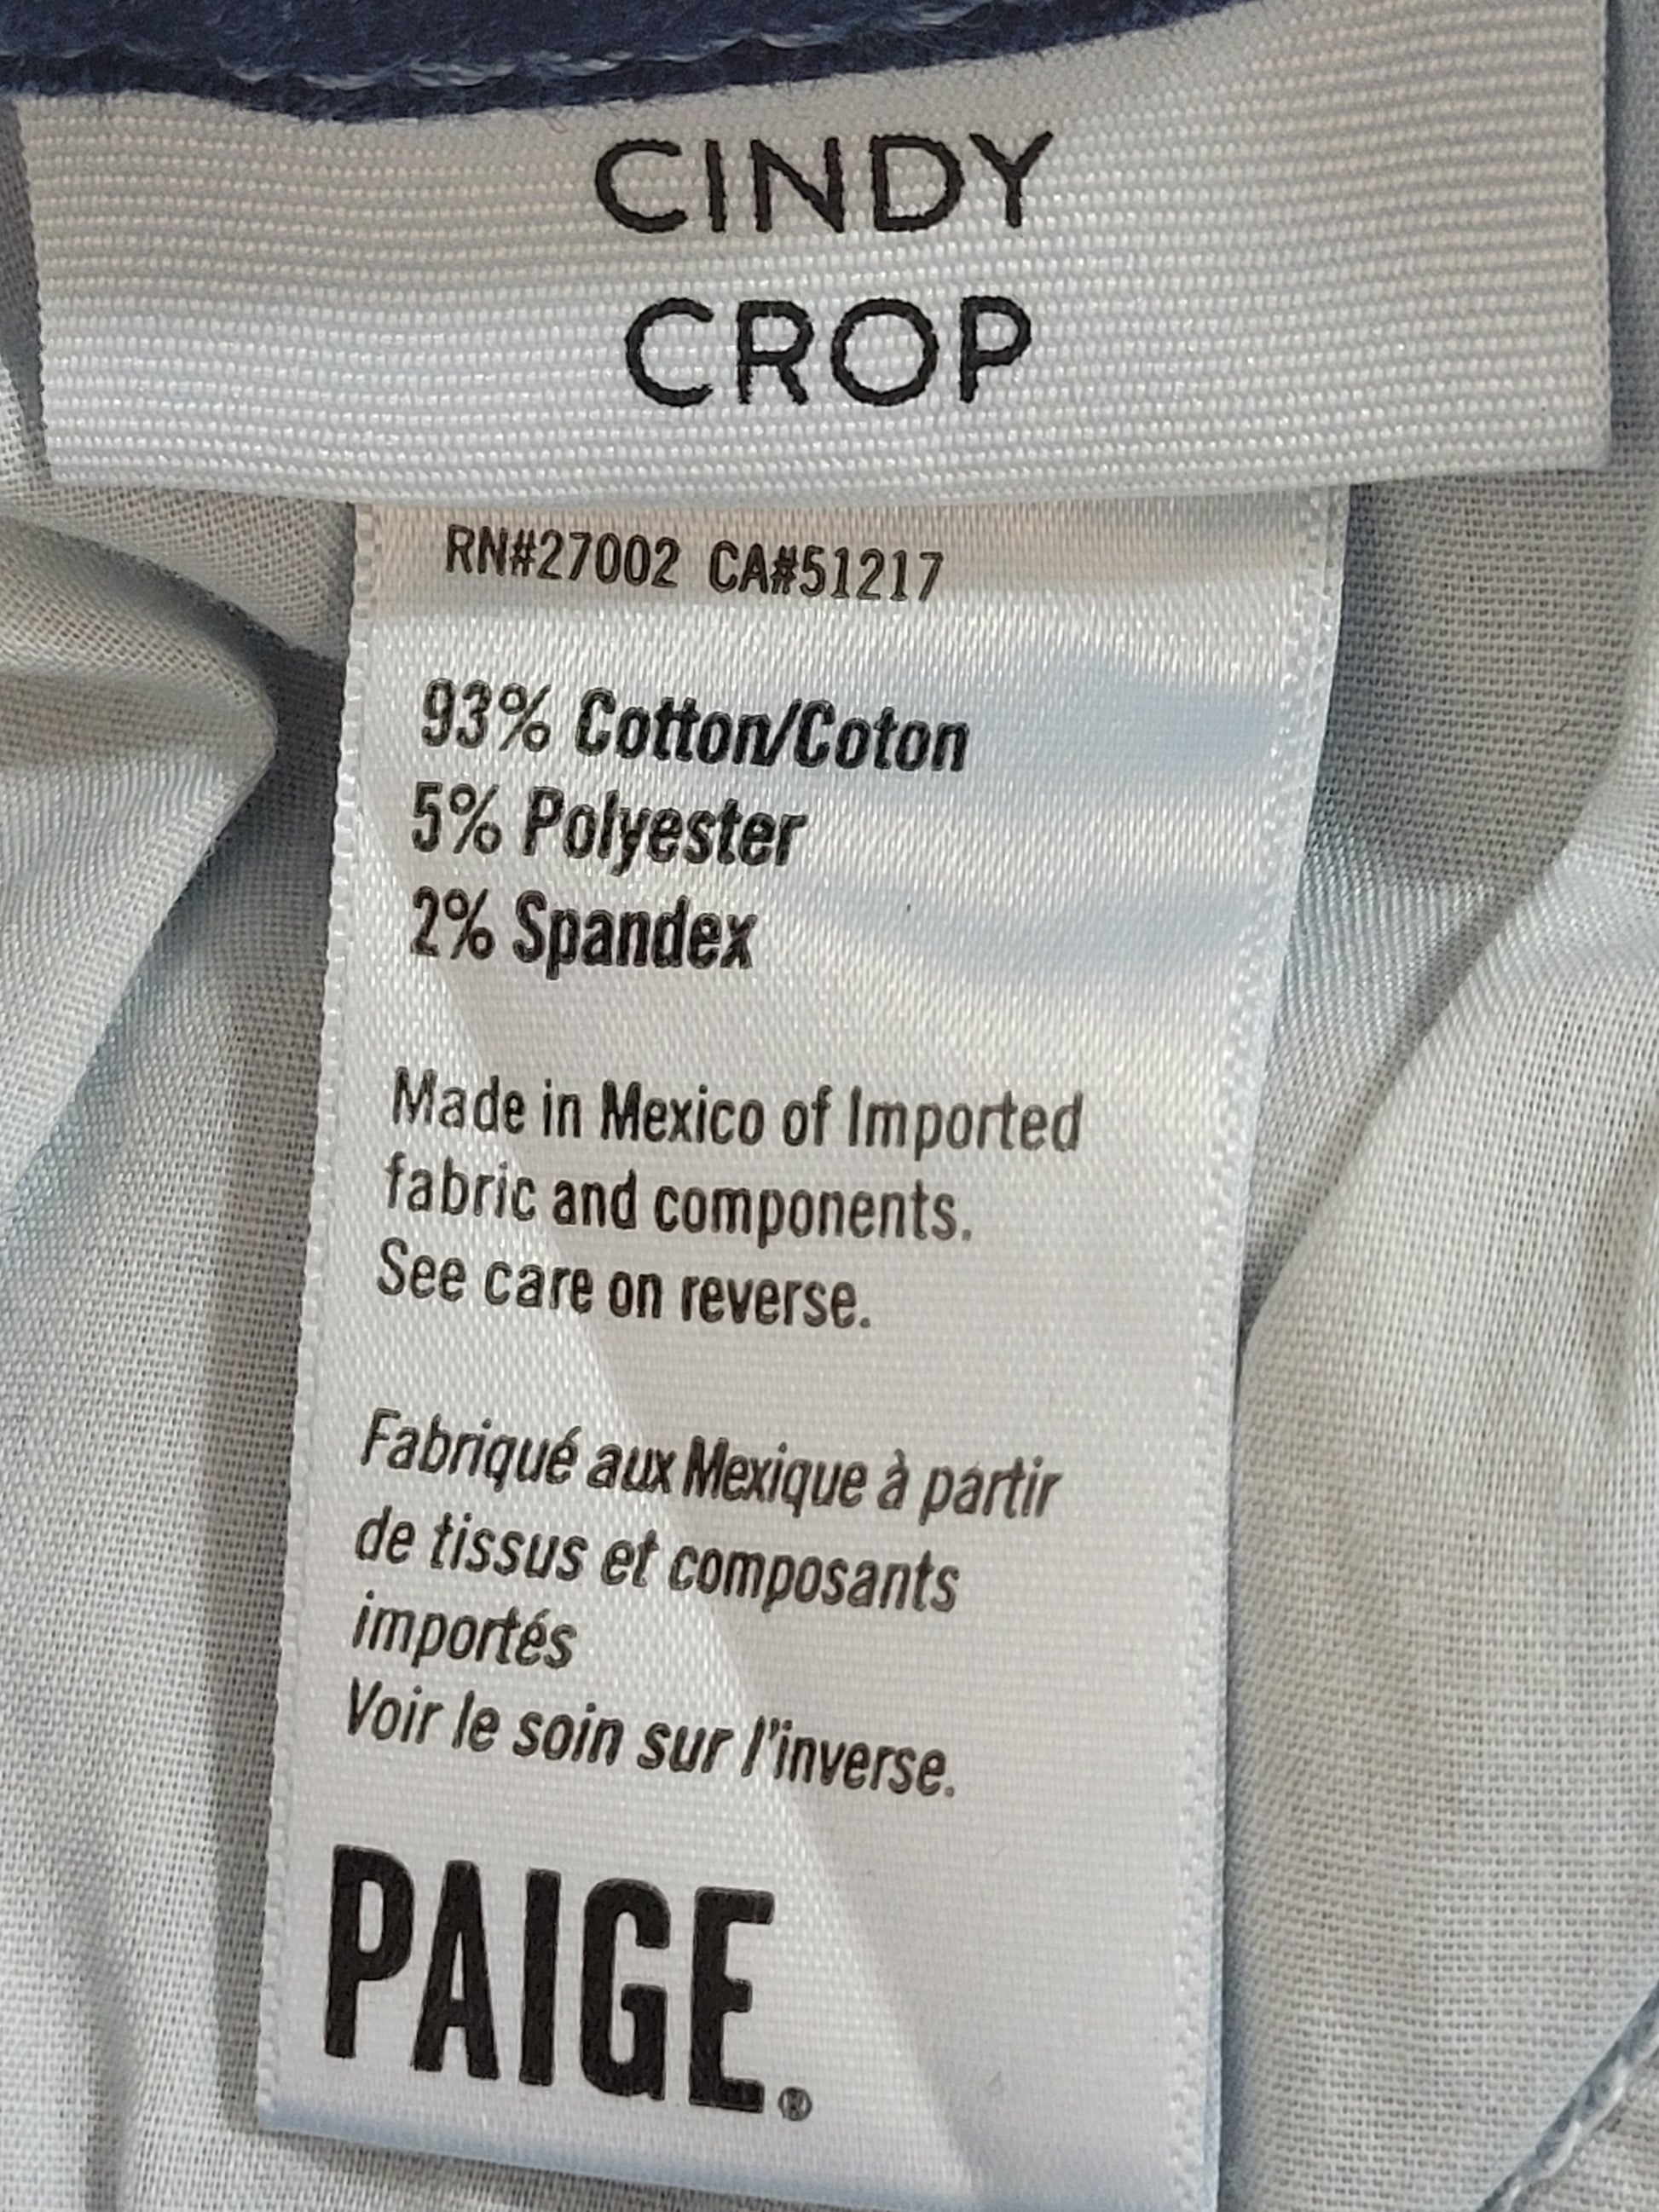 CINDY
CROP
RN#27002 CA#51217
93% Cotton/Coton
5% Polyester
2% Spandex
Made in Mexico of Imported
fabric and components.
See care on reverse.
Fabriqué aux Mexique à partir
de tissus et composants
importés
Voir le soin sur l'inverse.
PAIGE®